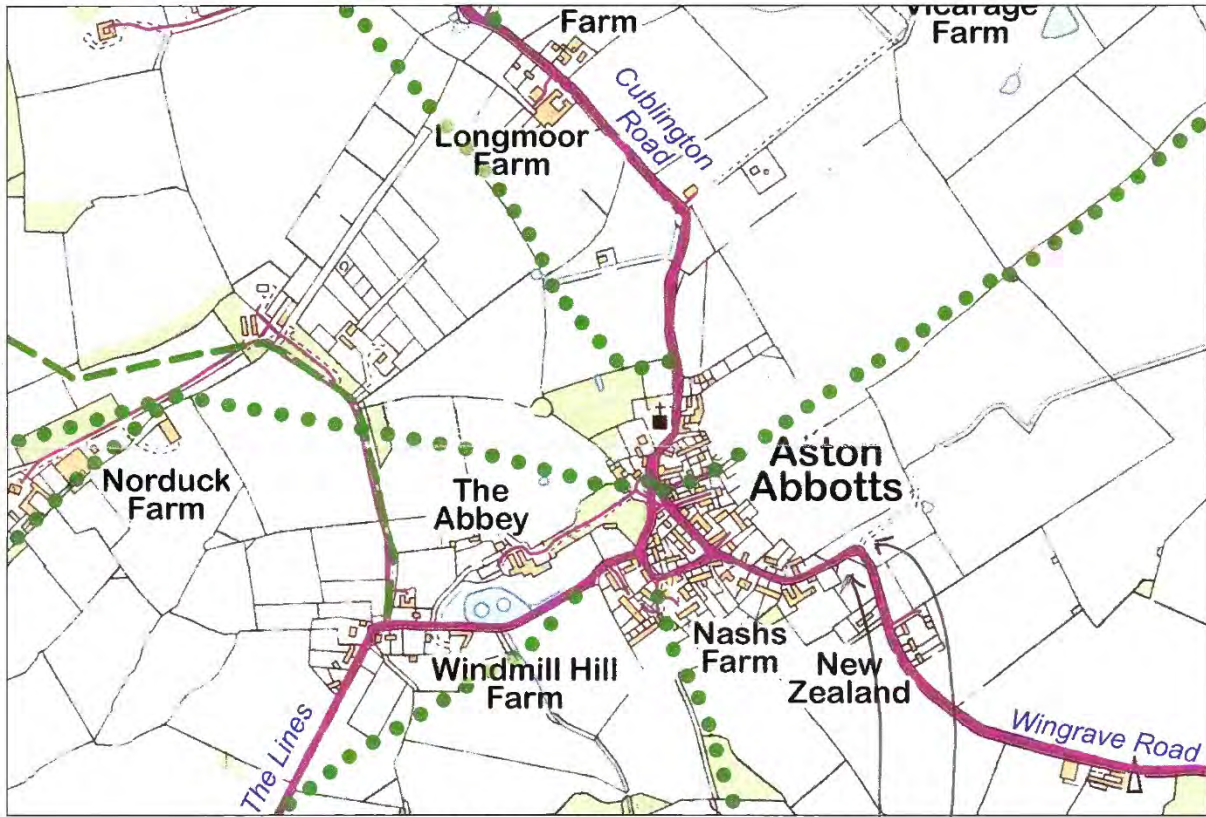 Farm
Vicarage
Farm
Cublington
Road
Longmoor
Farm
Norduck
Farm
The
Abbey
Aston
Abbotts
Windmill Hill
Farm
Nashs
Farm
New
Zealand
The Lines
Wingrave Road